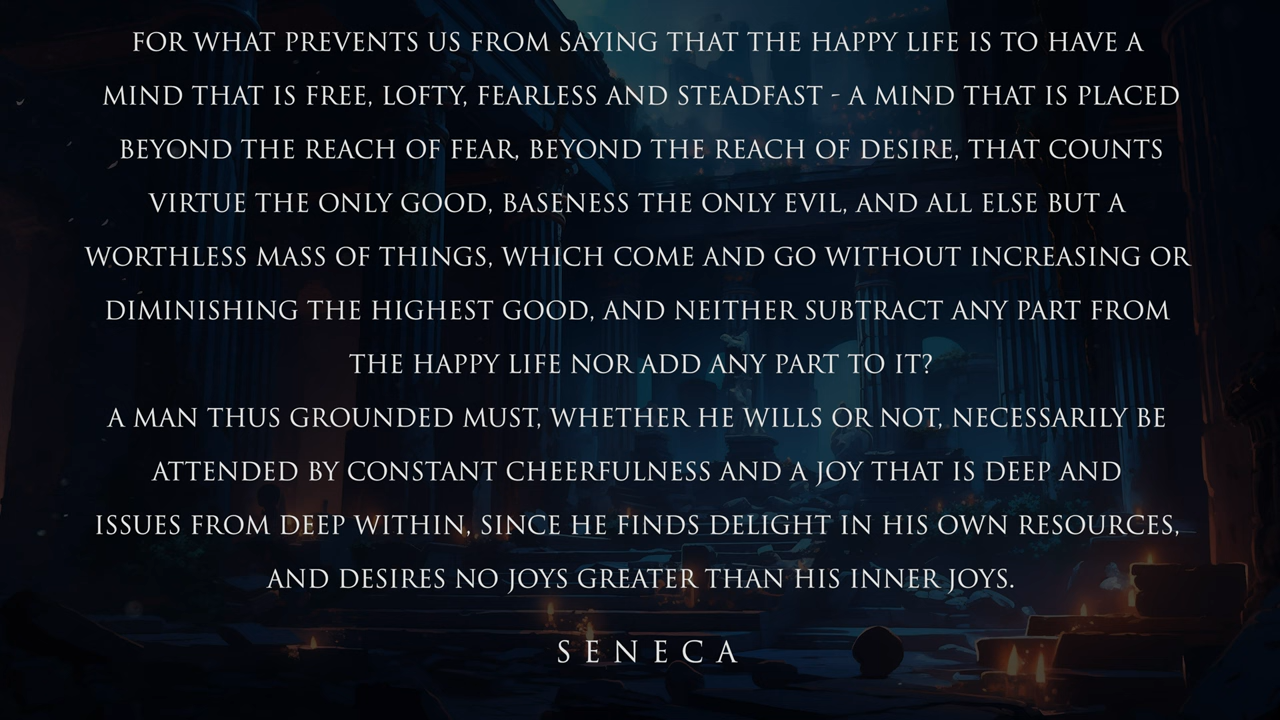 FOR WHAT PREVENTS US FROM SAYING THAT THE HAPPY LIFE IS TO HAVE A
MIND THAT IS FREE, LOFTY, FEARLESS AND STEADFAST - A MIND THAT IS PLACED
BEYOND THE REACH OF FEAR, BEYOND THE REACH OF DESIRE, THAT COUNTS
VIRTUE THE ONLY GOOD, BASENESS THE ONLY EVIL, AND ALL ELSE BUT A
WORTHLESS MASS OF THINGS, WHICH COME AND GO WITHOUT INCREASING OR
DIMINISHING THE HIGHEST GOOD, AND NEITHER SUBTRACT ANY PART FROM
THE HAPPY LIFE NOR ADD ANY PART TO IT?
A MAN THUS GROUNDED MUST, WHETHER HE WILLS OR NOT, NECESSARILY BE
ATTENDED BY CONSTANT CHEERFULNESS AND A JOY THAT IS DEEP AND
ISSUES FROM DEEP WITHIN, SINCE HE FINDS DELIGHT IN HIS OWN RESOURCES,
AND DESIRES NO JOYS GREATER THAN HIS INNER JOYS.
SENECA